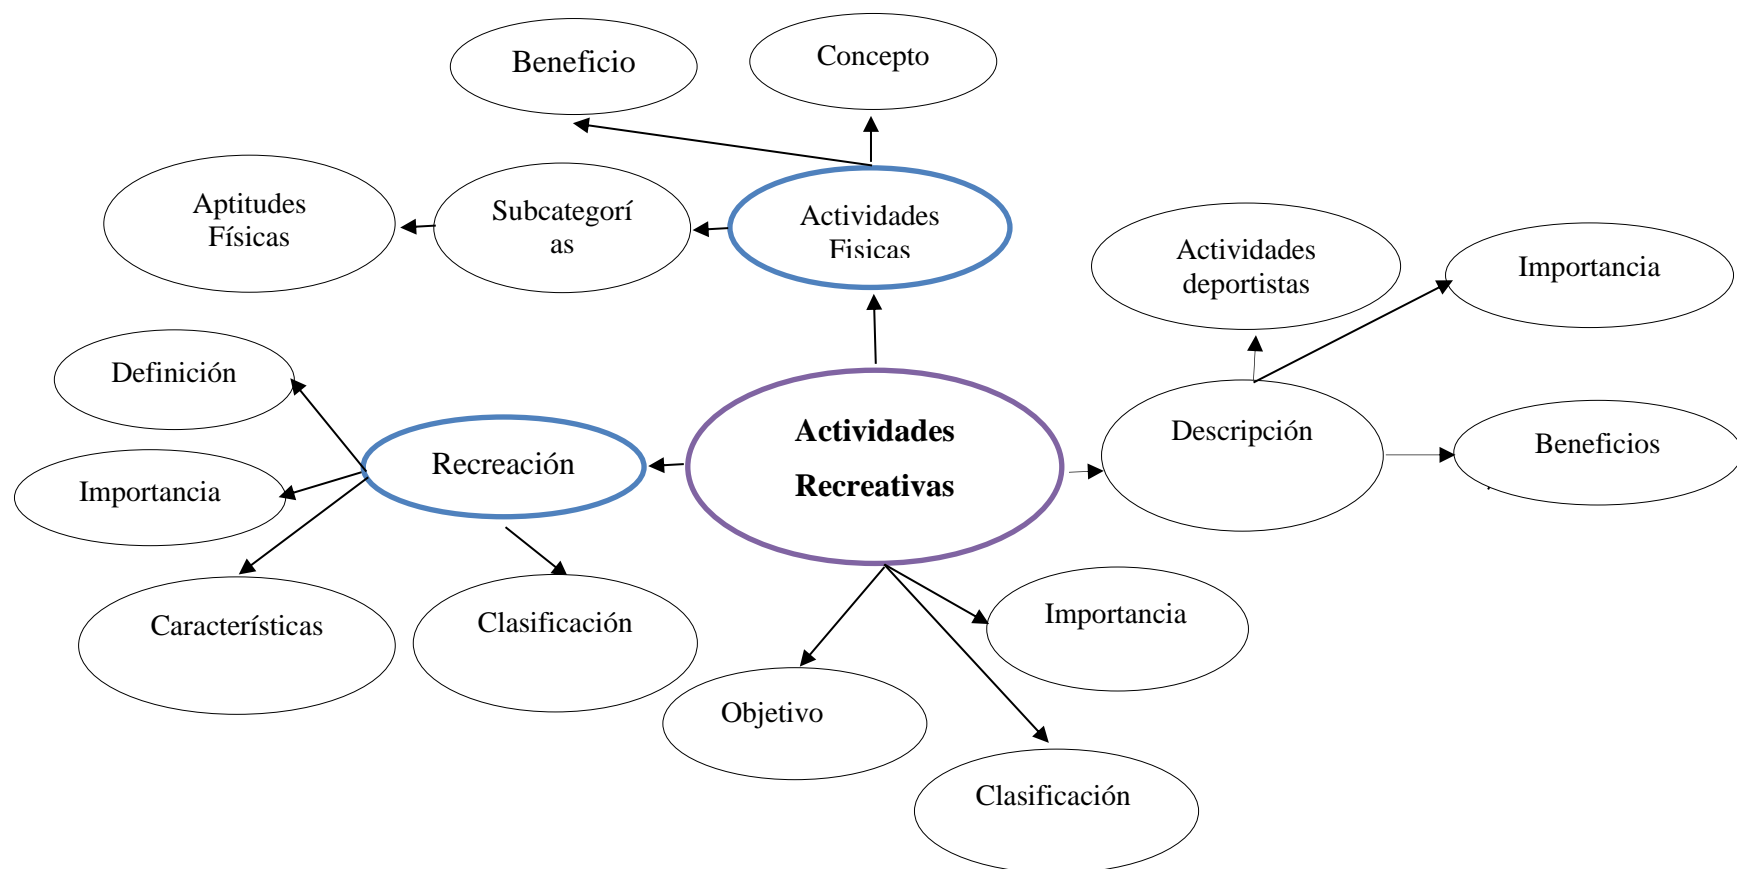 Beneficio
Concepto
Aptitudes
Físicas
Subcategorí
as
Actividades
Fisicas
Actividades
deportistas
Importancia
Definición
Recreación
Actividades
Recreativas
Descripción
Beneficios
Importancia
Características
Clasificación
Importancia
Objetivo
Clasificación